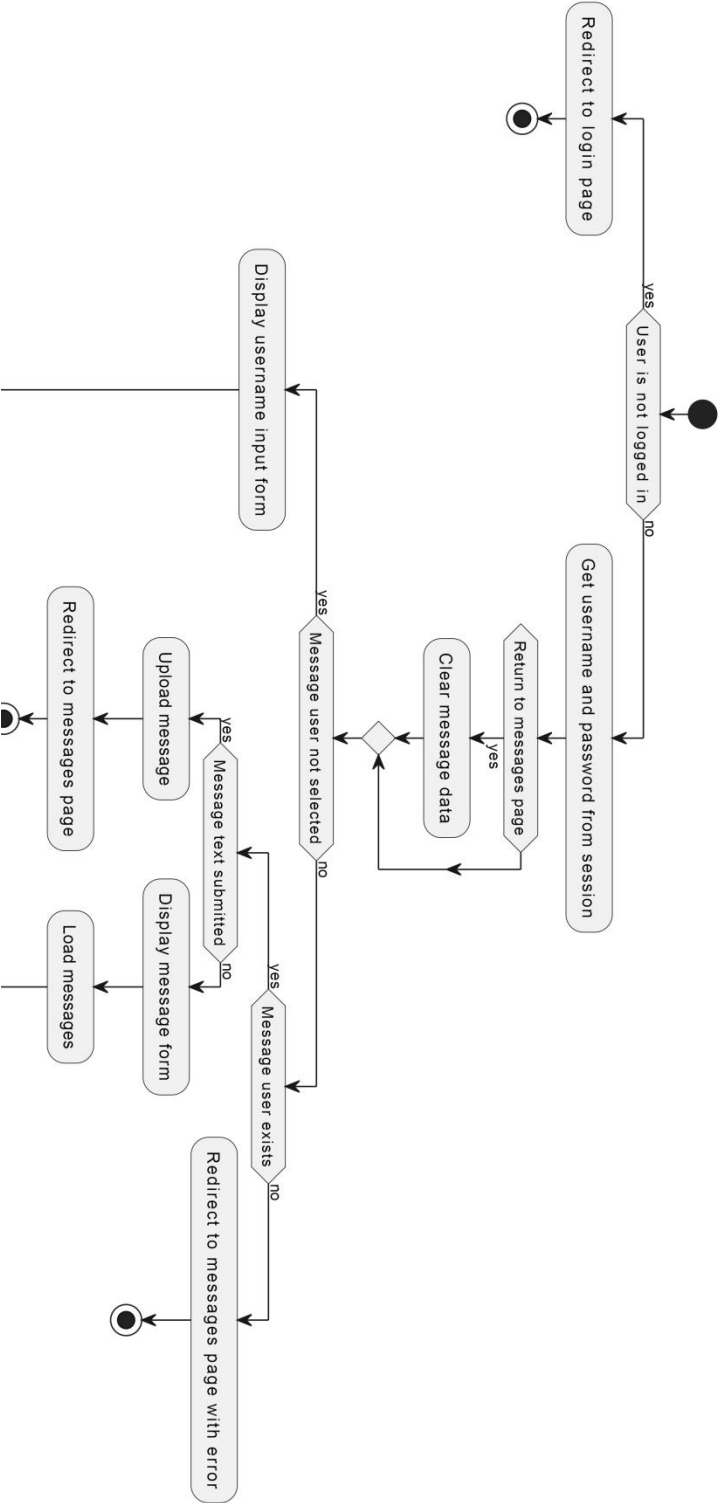 User is not logged in
yes
no
Redirect to login page
Get username and password from session
Return to messages page
yes
Clear message data
Message user not selected
yes
no
Display username input form
Message user exists
yes
no
Message text submitted
yes
no
Redirect to messages page with error
Upload message
Display message form
Redirect to messages page
Load messages